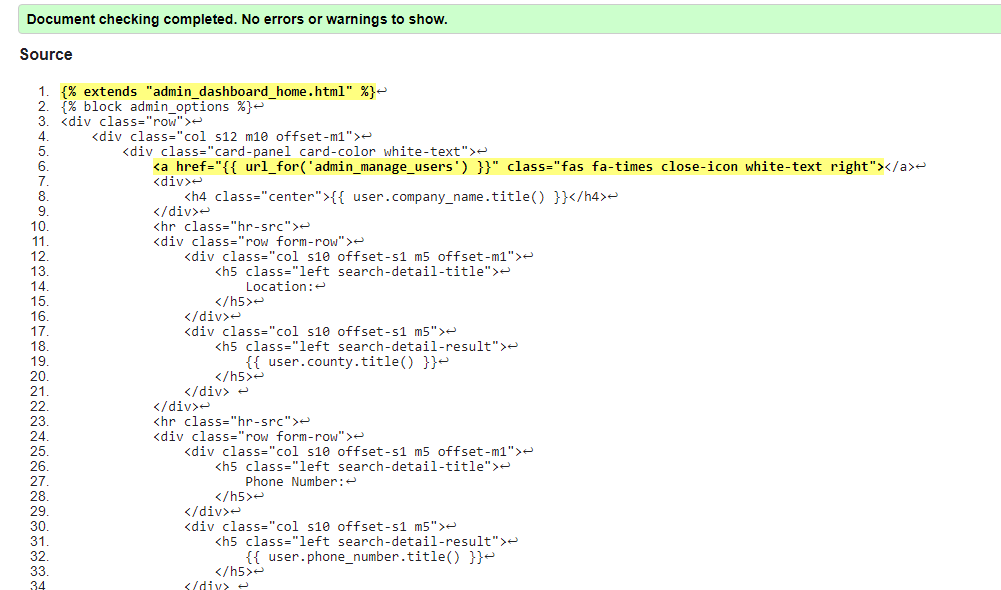 Document checking completed. No errors or warnings to show.
Source
1. {% extends "admin_dashboard_home.html" %}↩
2. {% block admin_options %}↩
3. <div class="row">↩
4.     <div class="col s12 m10 offset-m1">↩
5.         <div class="card-panel card-color white-text">↩
6.             <a href="{{ url_for('admin_manage_users') }}" class="fas fa-times close-icon white-text right"></a>↩
7.             <div>↩
8.                 <h4 class="center">{{ user.company_name.title() }}</h4>↩
9.             </div>↩
10.             <hr class="hr-src">↩
11.             <div class="row form-row">↩
12.                 <div class="col s10 offset-s1 m5 offset-m1">↩
13.                     <h5 class="left search-detail-title">↩
14.                         Location:↩
15.                     </h5>↩
16.                 </div>↩
17.                 <div class="col s10 offset-s1 m5">↩
18.                     <h5 class="left search-detail-result">↩
19.                         {{ user.county.title() }}↩
20.                     </h5>↩
21.                 </div> ↩
22.             </div>↩
23.             <hr class="hr-src">↩
24.             <div class="row form-row">↩
25.                 <div class="col s10 offset-s1 m5 offset-m1">↩
26.                     <h5 class="left search-detail-title">↩
27.                         Phone Number:↩
28.                     </h5>↩
29.                 </div>↩
30.                 <div class="col s10 offset-s1 m5">↩
31.                     <h5 class="left search-detail-result">↩
32.                         {{ user.phone_number.title() }}↩
33.                     </h5>↩
34                 </div> ↩